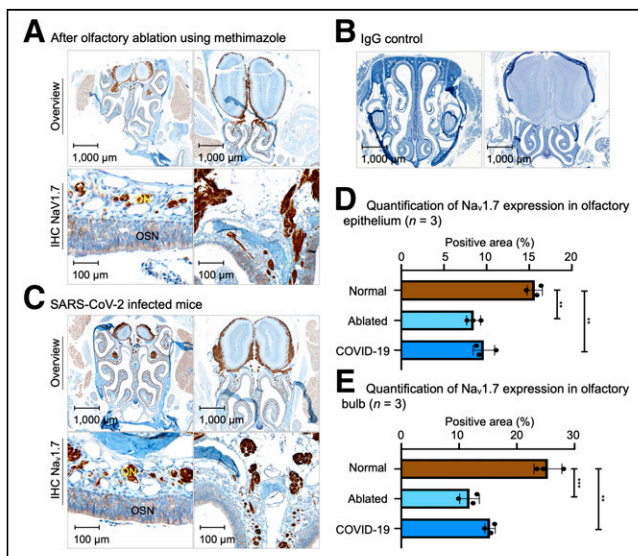 A After olfactory ablation using methimazole
Overview
1,000 µm
1,000 µm
IHC NaV1.7
ON
OSN
100 µm
100 µm
B IgG control
1,000 µm
1,000 µm
C SARS-CoV-2 infected mice
Overview
1,000 µm
1,000 µm
IHC Nav1.7
ON
OSN
100 µm
100 µm
D Quantification of Nav1.7 expression in olfactory
epithelium (n = 3)
Positive area (%)
0 5 10 15 20
Normal
Ablated
COVID-19
**
**
E Quantification of Nav1.7 expression in olfactory
bulb (n = 3)
Positive area (%)
0 10 20 30
Normal
Ablated
COVID-19
***
**